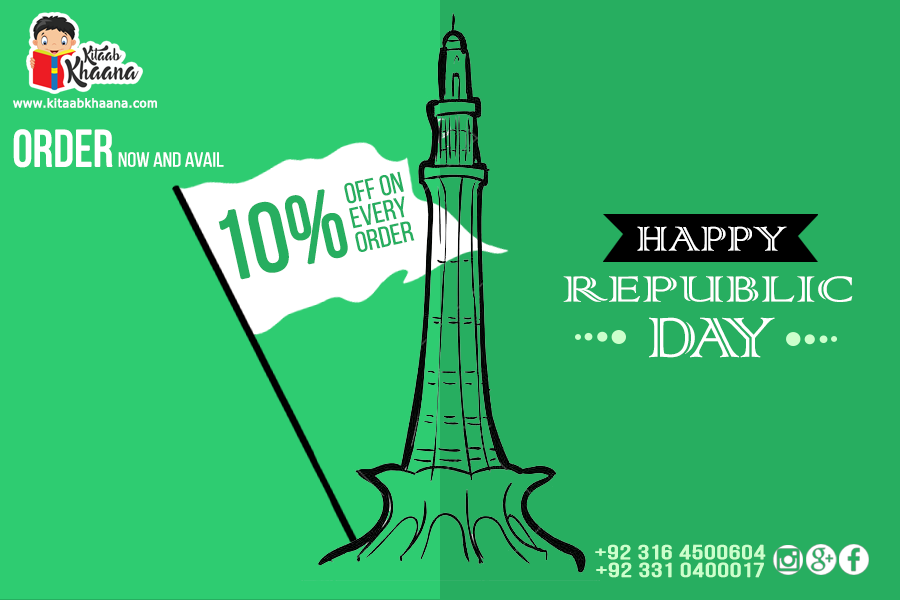 Kitaab
Khaana
www.kitaabkhaana.com
ORDER NOW AND AVAIL
10% OFF ON
EVERY
ORDER
HAPPY
REPUBLIC
DAY
+92 316 4500604
+92 331 0400017
g+ f